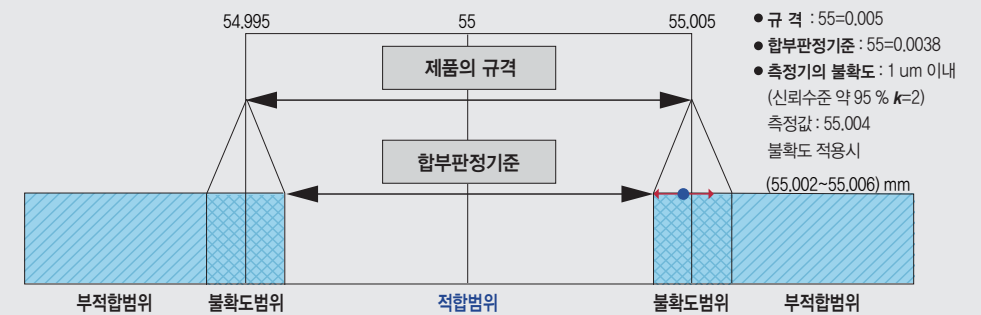 54.995 55 55.005
제품의 규격
합부판정기준
부적합범위 불확도범위 적합범위 불확도범위 부적합범위
● 규 격 : 55=0.005
● 합부판정기준 : 55=0.0038
● 측정기의 불확도 : 1 um 이내
(신뢰수준 약 95 % k=2)
측정값 : 55.004
불확도 적용시
(55.002~55.006) mm